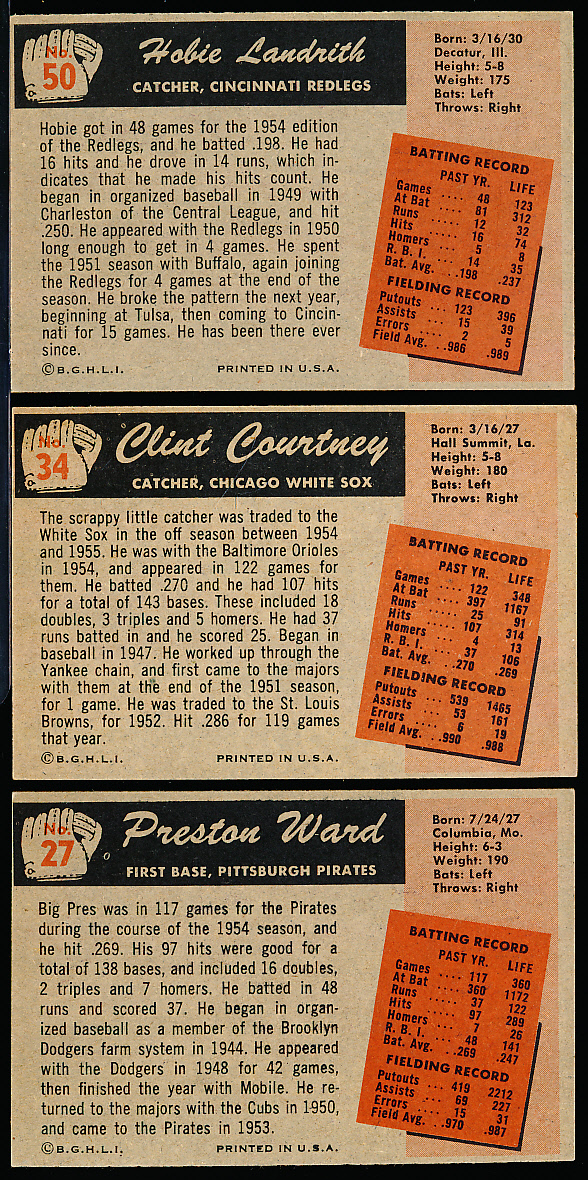 No.
50
Hobie Landrith
CATCHER, CINCINNATI REDLEGS
Born: 3/16/30
Decatur, Ill.
Height: 5-8
Weight: 175
Bats: Left
Throws: Right
Hobie got in 48 games for the 1954 edition
of the Redlegs, and he batted .198. He had
16 hits and he drove in 14 runs, which in-
dicates that he made his hits count. He
began in organized baseball in 1949 with
Charleston of the Central League, and hit
.250. He appeared with the Redlegs in 1950
long enough to get in 4 games. He spent
the 1951 season with Buffalo, again joining
the Redlegs for 4 games at the end of the
season. He broke the pattern the next year,
beginning at Tulsa, then coming to Cincin-
nati for 15 games. He has been there ever
since.
©B.G.H.L.I. PRINTED IN U.S.A.
BATTING RECORD
PAST YR. LIFE
Games .... 48 123
At Bat .... 81 312
Runs .... 12 32
Hits .... 16 74
Homers .... 5 8
R. B. I. .... 14 35
Bat. Avg. .. .198 .237
FIELDING RECORD
Putouts .... 123 396
Assists .... 15 39
Errors .... 2 5
Field Avg. .. .986 .989
No.
34
Clint Courtney
CATCHER, CHICAGO WHITE SOX
Born: 3/16/27
Hall Summit, La.
Height: 5-8
Weight: 180
Bats: Left
Throws: Right
The scrappy little catcher was traded to the
White Sox in the off season between 1954
and 1955. He was with the Baltimore Orioles
in 1954, and appeared in 122 games for
them. He batted .270 and he had 107 hits
for a total of 143 bases. These included 18
doubles, 3 triples and 5 homers. He had 37
runs batted in and he scored 25. Began in
baseball in 1947. He worked up through the
Yankee chain, and first came to the majors
with them at the end of the 1951 season,
for 1 game. He was traded to the St. Louis
Browns, for 1952. Hit .286 for 119 games
that year.
©B.G.H.L.I. PRINTED IN U.S.A.
BATTING RECORD
PAST YR. LIFE
Games .... 122 348
At Bat .... 397 1167
Runs .... 25 91
Hits .... 107 314
Homers .... 4 13
R. B. I. .... 37 106
Bat. Avg. .. .270 .269
FIELDING RECORD
Putouts .... 539 1465
Assists .... 53 161
Errors .... 6 19
Field Avg. .. .990 .988
No.
27
Preston Ward
FIRST BASE, PITTSBURGH PIRATES
Born: 7/24/27
Columbia, Mo.
Height: 6-3
Weight: 190
Bats: Left
Throws: Right
Big Pres was in 117 games for the Pirates
during the course of the 1954 season, and
he hit .269. His 97 hits were good for a
total of 138 bases, and included 16 doubles,
2 triples and 7 homers. He batted in 48
runs and scored 37. He began in organ-
ized baseball as a member of the Brooklyn
Dodgers farm system in 1944. He appeared
with the Dodgers in 1948 for 42 games,
then finished the year with Mobile. He re-
turned to the majors with the Cubs in 1950,
and came to the Pirates in 1953.
©B.G.H.L.I. PRINTED IN U.S.A.
BATTING RECORD
PAST YR. LIFE
Games .... 117 360
At Bat .... 360 1172
Runs .... 37 122
Hits .... 97 289
Homers .... 7 26
R. B. I. .... 48 141
Bat. Avg. .. .269 .247
FIELDING RECORD
Putouts .... 419 2212
Assists .... 69 227
Errors .... 15 31
Field Avg. .. .970 .987